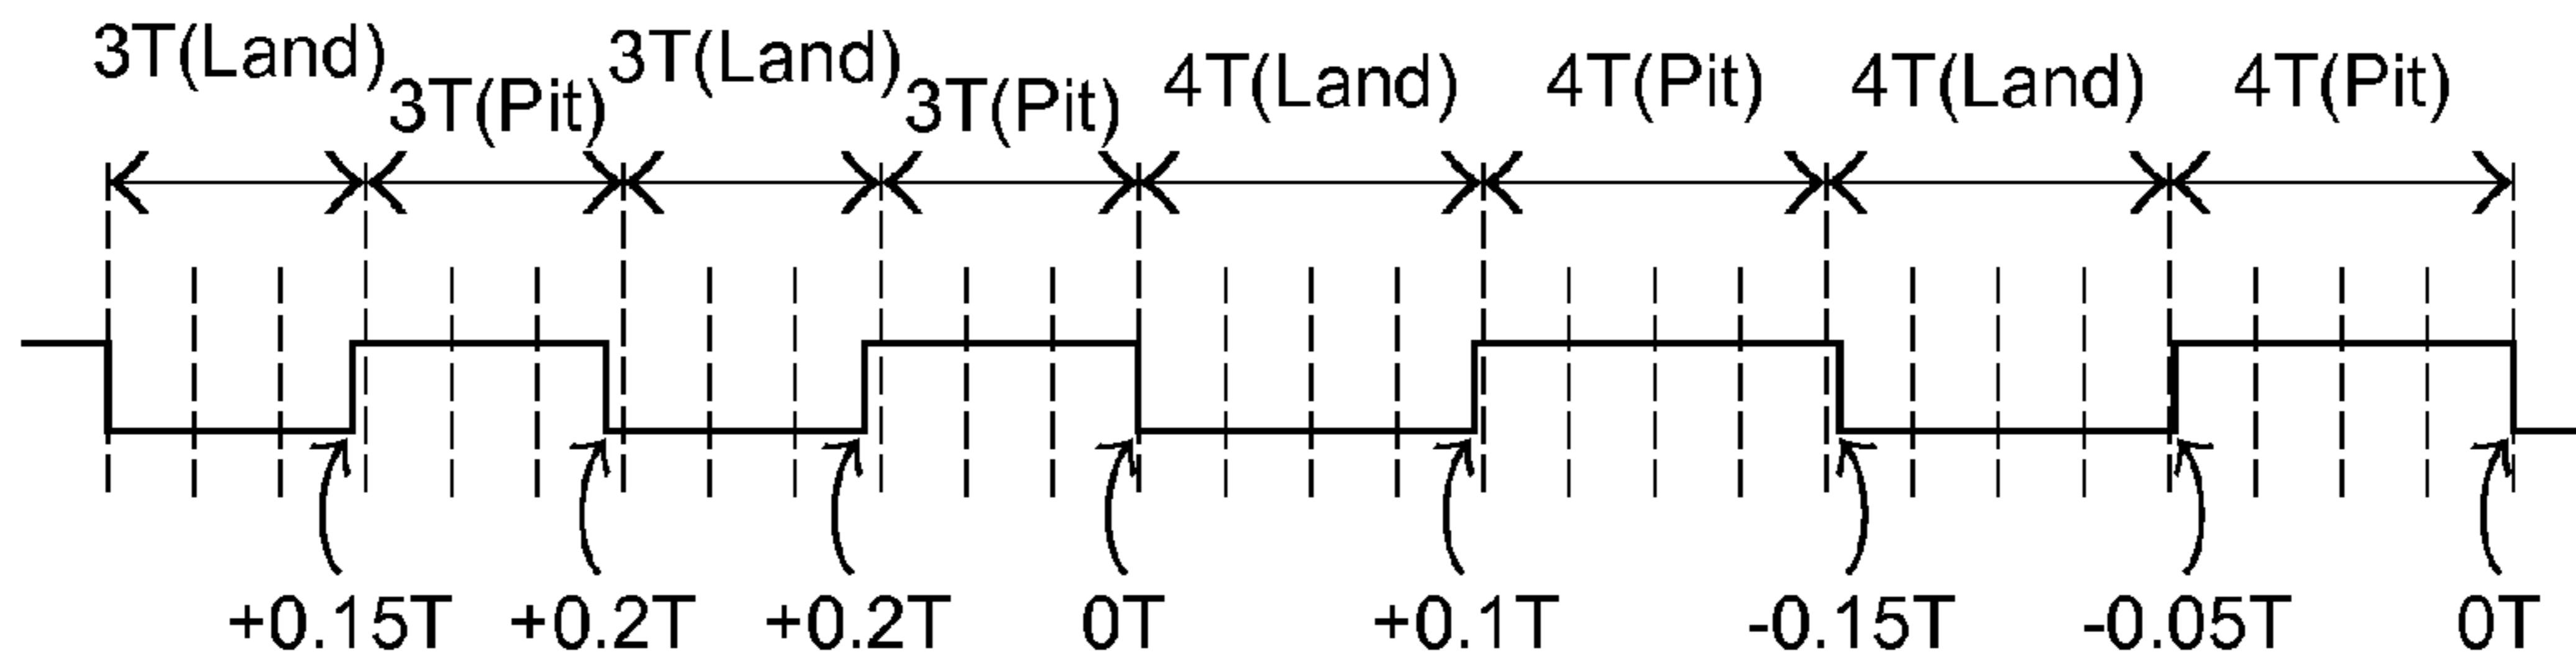 3T(Land) 3T(Pit) 3T(Land) 3T(Pit) 4T(Land) 4T(Pit) 4T(Land) 4T(Pit)
+0.15T +0.2T +0.2T 0T +0.1T -0.15T -0.05T 0T